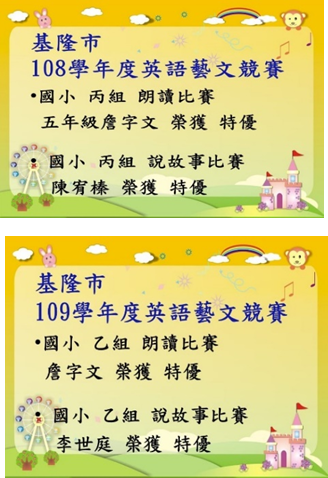 基隆市
108學年度英語藝文競賽
•國小 丙組 朗讀比賽
五年級詹字文 榮獲 特優
• 國小 丙組 說故事比賽
陳宥榛 榮獲 特優
基隆市
109學年度英語藝文競賽
•國小 乙組 朗讀比賽
詹字文 榮獲 特優
• 國小 乙組 說故事比賽
李世庭 榮獲 特優